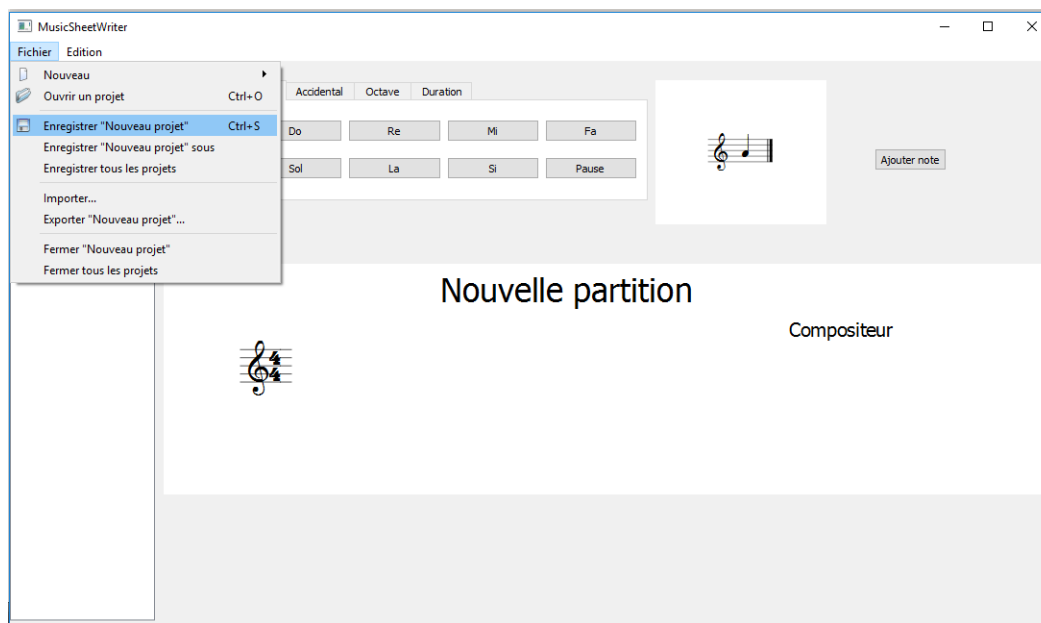 MusicSheetWriter
Fichier Edition
Nouveau
Ouvrir un projet Ctrl+O
Enregistrer "Nouveau projet" Ctrl+S
Enregistrer "Nouveau projet" sous
Enregistrer tous les projets
Importer...
Exporter "Nouveau projet"...
Fermer "Nouveau projet"
Fermer tous les projets
Accidental Octave Duration
Do Re Mi Fa
Sol La Si Pause
Ajouter note
Nouvelle partition
Compositeur
4
4